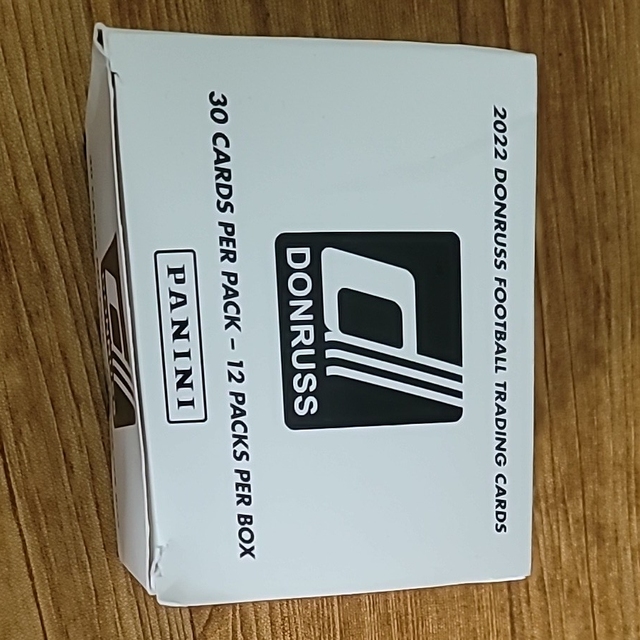 2022 DONRUSS FOOTBALL TRADING CARDS
DONRUSS
30 CARDS PER PACK – 12 PACKS PER BOX
PANINI